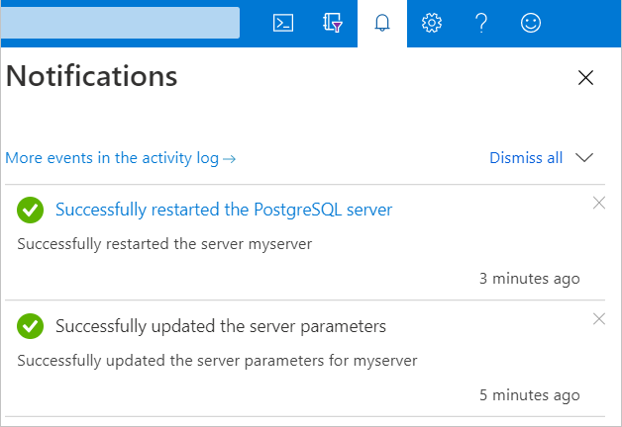 Notifications
More events in the activity log →
Dismiss all
Successfully restarted the PostgreSQL server
Successfully restarted the server myserver
3 minutes ago
Successfully updated the server parameters
Successfully updated the server parameters for myserver
5 minutes ago